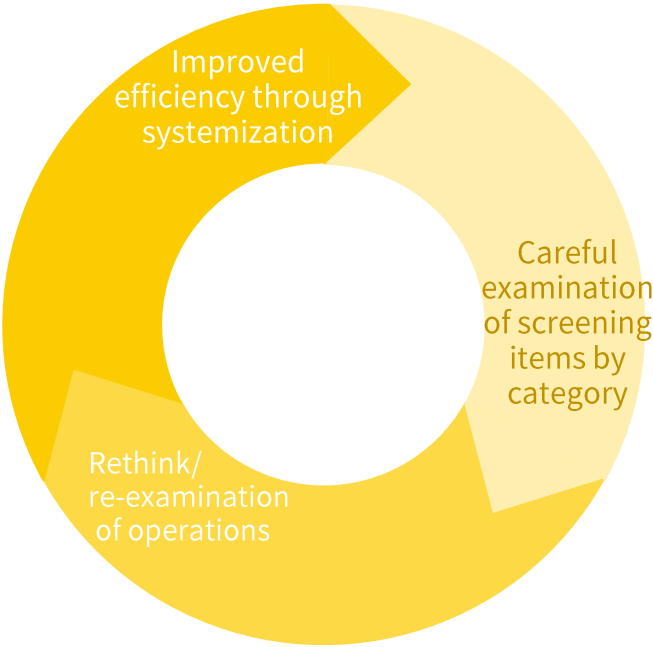 Improved
efficiency through
systemization
Careful
examination
of screening
items by
category
Rethink/
re-examination
of operations